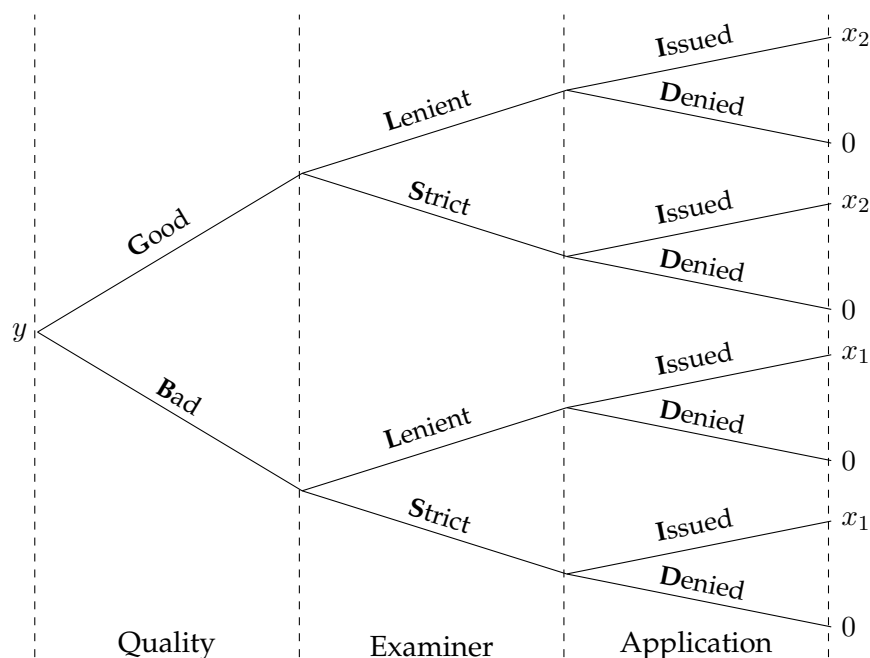 Issued
x₂
Lenient
Denied
0
Good
Strict
Issued
x₂
Denied
0
y
Bad
Lenient
Issued
x₁
Denied
0
Strict
Issued
x₁
Denied
0
Quality
Examiner
Application